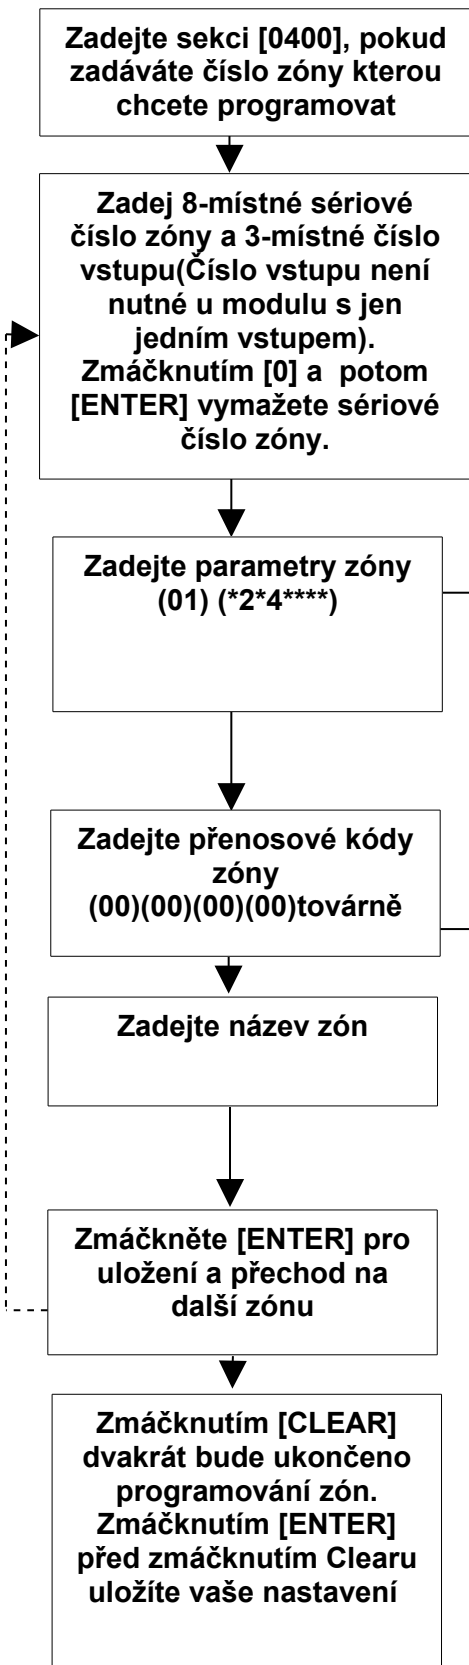 Zadejte sekci [0400], pokud
zadáváte číslo zóny kterou
chcete programovat
Zadej 8-místné sériové
číslo zóny a 3-místné číslo
vstupu(Číslo vstupu není
nutné u modulu s jen
jedním vstupem).
Zmáčknutím [0] a  potom
[ENTER] vymažete sériové
číslo zóny.
Zadejte parametry zóny
(01) (*2*4****)
Zadejte přenosové kódy
zóny
(00)(00)(00)(00)továrně
Zadejte název zón
Zmáčkněte [ENTER] pro
uložení a přechod na
další zónu
Zmáčknutím [CLEAR]
dvakrát bude ukončeno
programování zón.
Zmáčknutím [ENTER]
před zmáčknutím Clearu
uložíte vaše nastavení